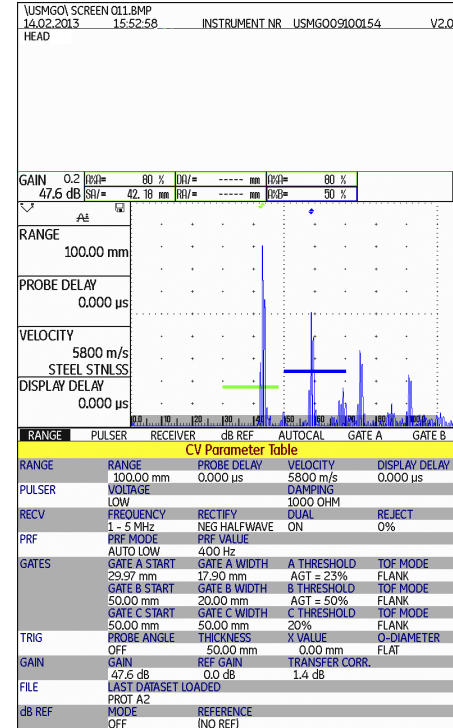 \USMGO\ SCREEN 011.BMP
14.02.2013 15:52:58 INSTRUMENT NR USMGO09100154 V2.0
HEAD
GAIN 0.2 A%A= 80 % DA/= ----- mm A%A= 80 %
47.6 dB SA/= 42.18 mm RA/= ----- mm A%B= 50 %
RANGE
100.00 mm
PROBE DELAY
0.000 µs
VELOCITY
5800 m/s
STEEL STNLSS
DISPLAY DELAY
0.000 µs
RANGE PULSER RECEIVER dB REF AUTOCAL GATE A GATE B
CV Parameter Table
RANGE RANGE PROBE DELAY VELOCITY DISPLAY DELAY
100.00 mm 0.000 µs 5800 m/s 0.000 µs
PULSER VOLTAGE DAMPING
LOW 1000 OHM
RECV FREQUENCY RECTIFY DUAL REJECT
1 - 5 MHz NEG HALFWAVE ON 0%
PRF PRF MODE PRF VALUE
AUTO LOW 400 Hz
GATES GATE A START GATE A WIDTH A THRESHOLD TOF MODE
29.97 mm 17.90 mm AGT = 23% FLANK
GATE B START GATE B WIDTH B THRESHOLD TOF MODE
50.00 mm 20.00 mm AGT = 50% FLANK
GATE C START GATE C WIDTH C THRESHOLD TOF MODE
50.00 mm 50.00 mm 20% FLANK
TRIG PROBE ANGLE THICKNESS X VALUE O-DIAMETER
OFF 50.00 mm 0.00 mm FLAT
GAIN GAIN REF GAIN TRANSFER CORR.
47.6 dB 0.0 dB 1.4 dB
FILE LAST DATASET LOADED
PROT A2
dB REF MODE REFERENCE
OFF (NO REF)